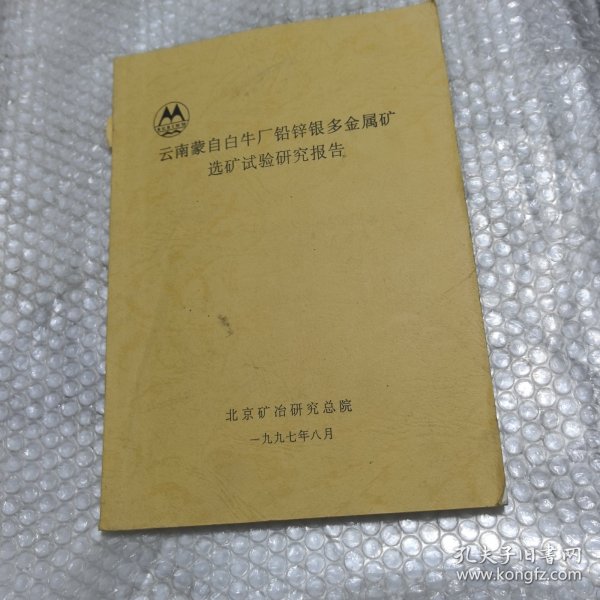 云南蒙自白牛厂铅锌银多金属矿
选矿试验研究报告
北京矿冶研究总院
一九九七年八月
孔夫子旧书网
www.kongfz.com